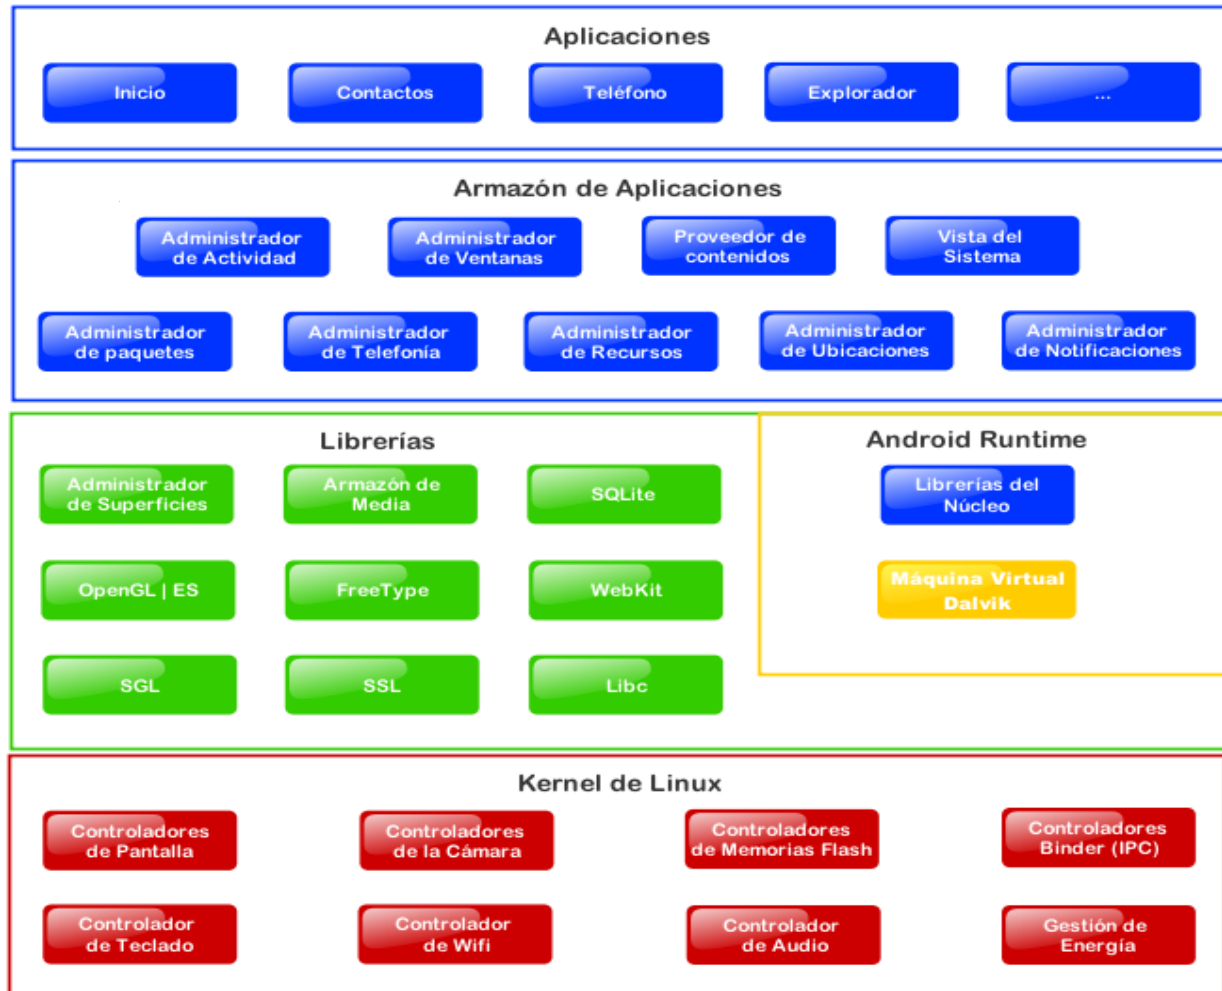 Aplicaciones
Inicio
Contactos
Teléfono
Explorador
...
Armazón de Aplicaciones
Administrador
de Actividad
Administrador
de Ventanas
Proveedor de
contenidos
Vista del
Sistema
Administrador
de paquetes
Administrador
de Telefonía
Administrador
de Recursos
Administrador
de Ubicaciones
Administrador
de Notificaciones
Librerías
Administrador
de Superficies
Armazón de
Media
SQLite
OpenGL | ES
FreeType
WebKit
SGL
SSL
Libc
Android Runtime
Librerías del
Núcleo
Máquina Virtual
Dalvik
Kernel de Linux
Controladores
de Pantalla
Controladores
de la Cámara
Controladores
de Memorias Flash
Controladores
Binder (IPC)
Controlador
de Teclado
Controlador
de Wifi
Controlador
de Audio
Gestión de
Energía